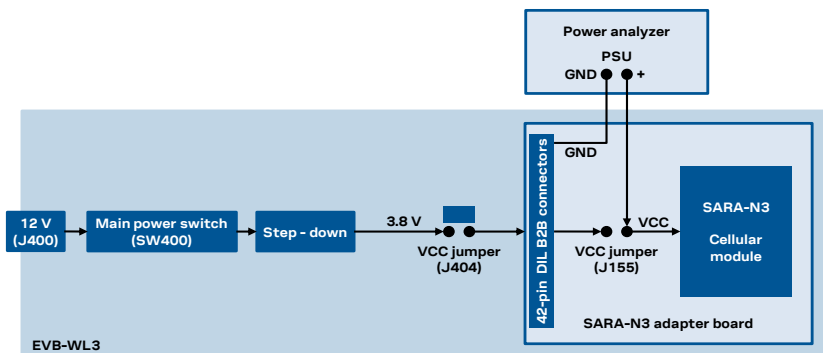 Power analyzer
PSU
GND +
GND
42-pin DIL B2B connectors
12 V
(J400)
Main power switch
(SW400)
Step - down
3.8 V
VCC jumper
(J404)
VCC jumper
(J155)
VCC
SARA-N3
Cellular
module
SARA-N3 adapter board
EVB-WL3